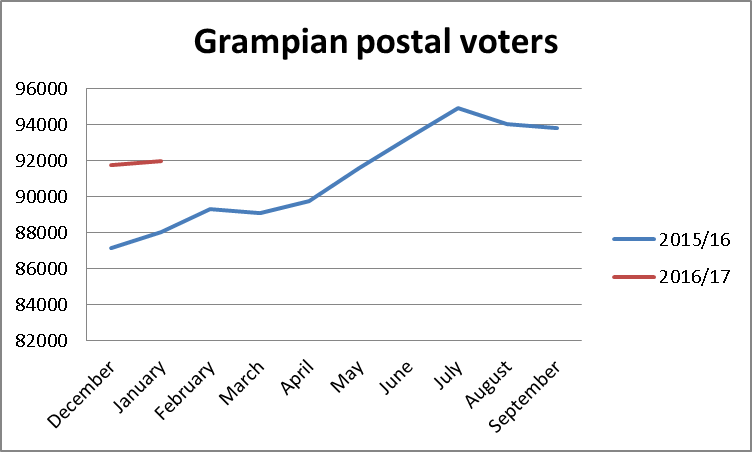 Grampian postal voters
96000
94000
92000
90000
88000
86000
84000
82000
December
January
February
March
April
May
June
July
August
September
2015/16
2016/17